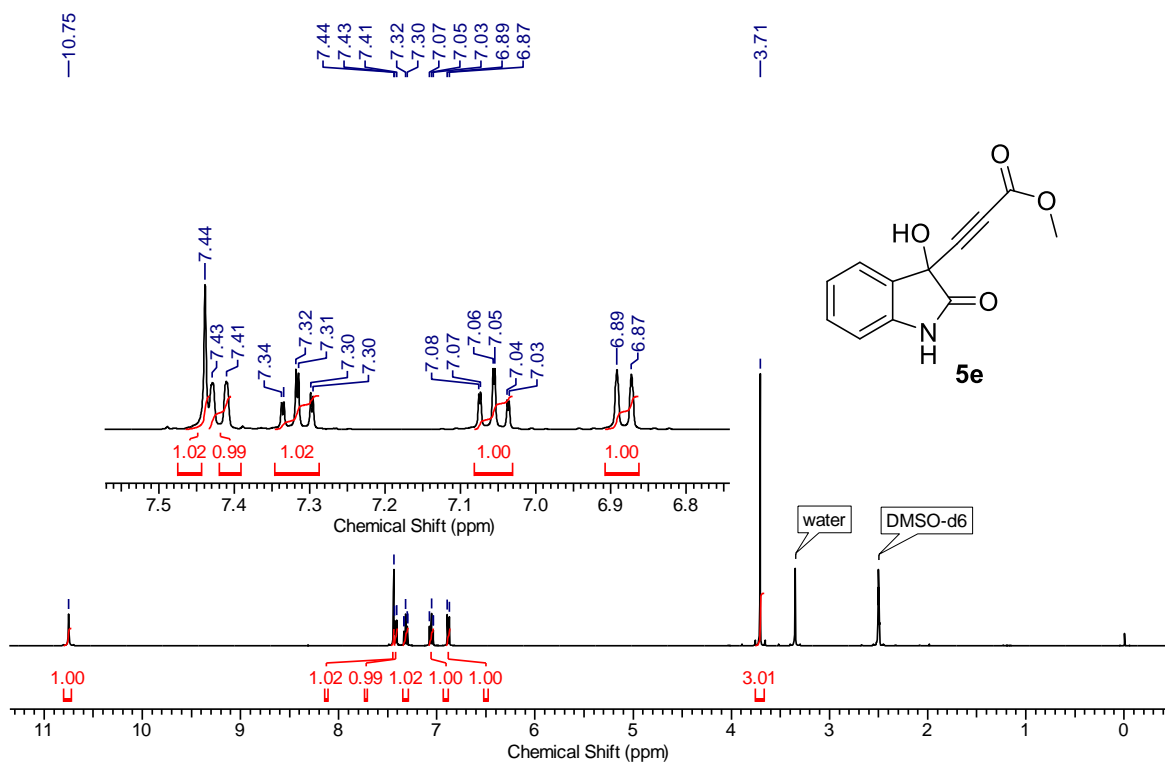 10.75
7.44
7.43
7.41
7.32
7.30
7.07
7.05
7.03
6.89
6.87
3.71
7.44
7.43
7.41
7.34
7.32
7.31
7.30
7.30
7.08
7.07
7.06
7.05
7.04
7.03
6.89
6.87
O
O
HO
O
N
H
5e
1.02 0.99 1.02 1.00 1.00
7.5 7.4 7.3 7.2 7.1 7.0 6.9 6.8
Chemical Shift (ppm)
water
DMSO-d6
1.00 1.02 0.99 1.02 1.00 1.00 3.01
11 10 9 8 7 6 5 4 3 2 1 0
Chemical Shift (ppm)